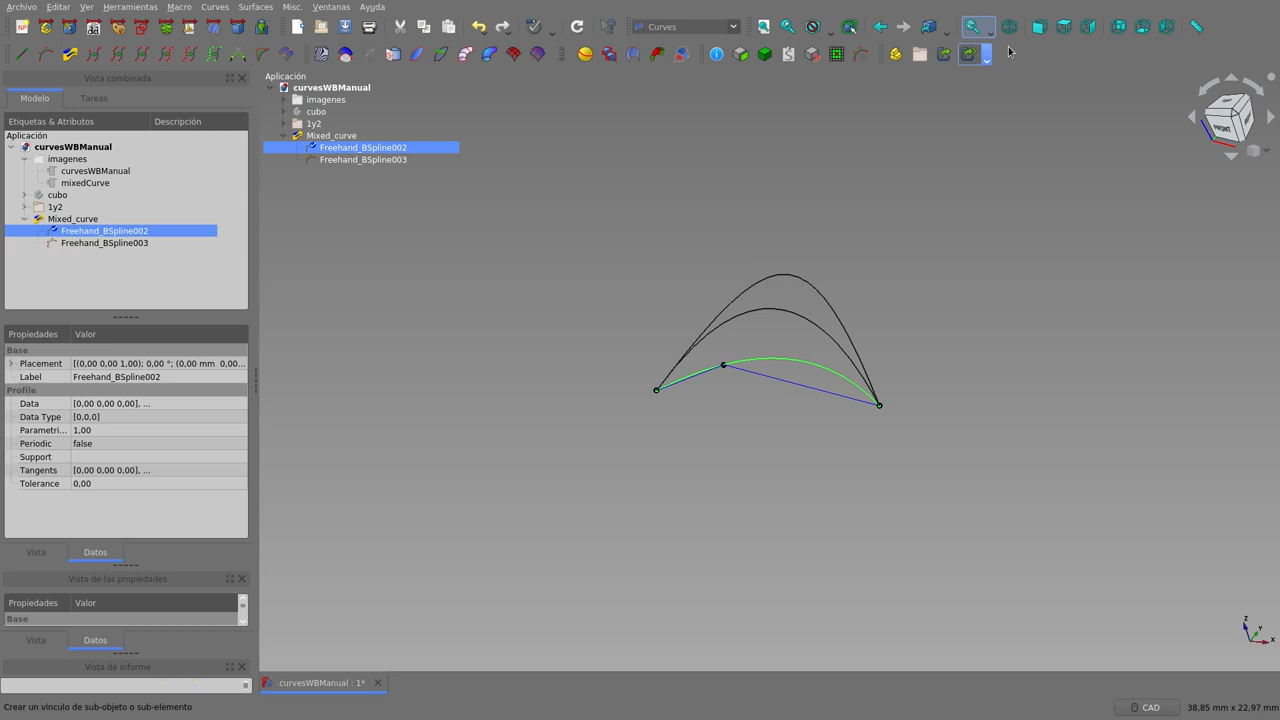 Archivo Editar Ver Herramientas Macro Curves Surfaces Misc. Ventanas Ayuda
Curves
Vista combinada
Modelo Tareas
Etiquetas & Atributos Descripción
Aplicación
curvesWBManual
imagenes
curvesWBManual
mixedCurve
cubo
1y2
Mixed_curve
Freehand_BSpline002
Freehand_BSpline003
Propiedades Valor
Base
Placement [(0,00 0,00 1,00); 0,00 °; (0,00 mm 0,00...
Label Freehand_BSpline002
Profile
Data [0,00 0,00 0,00], ...
Data Type [0,0,0]
Parametri... 1,00
Periodic false
Support
Tangents [0,00 0,00 0,00], ...
Tolerance 0,00
Vista Datos
Vista de las propiedades
Propiedades Valor
Base
Vista Datos
Vista de informe
Aplicación
curvesWBManual
imagenes
cubo
1y2
Mixed_curve
Freehand_BSpline002
Freehand_BSpline003
FRONT
Z
Y
X
curvesWBManual : 1*
Crear un vínculo de sub-objeto o sub-elemento
CAD 38,85 mm x 22,97 mm